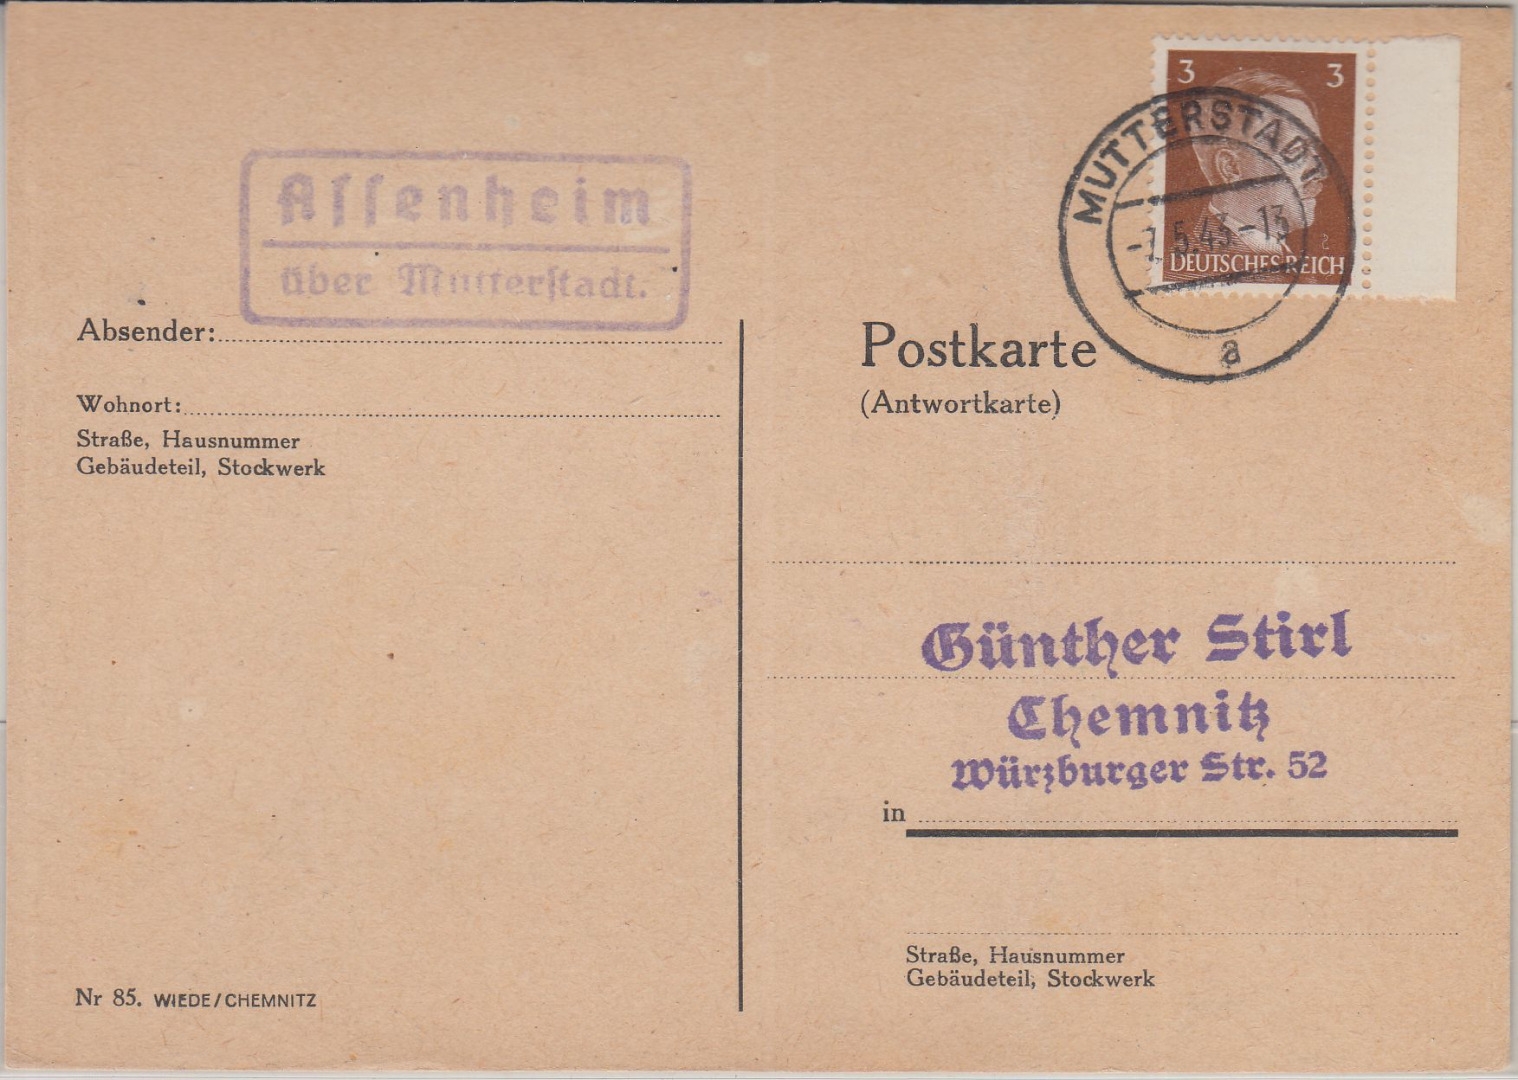 3 3
DEUTSCHES REICH
MUTTERSTADT
5.43-13
a
Assenheim
über Mutterstadt.
Absender:
Wohnort:
Straße, Hausnummer
Gebäudeteil, Stockwerk
Nr 85. WIEDE/CHEMNITZ
Postkarte
(Antwortkarte)
Günther Stirl
Chemnitz
Würzburger Str. 52
in
Straße, Hausnummer
Gebäudeteil, Stockwerk